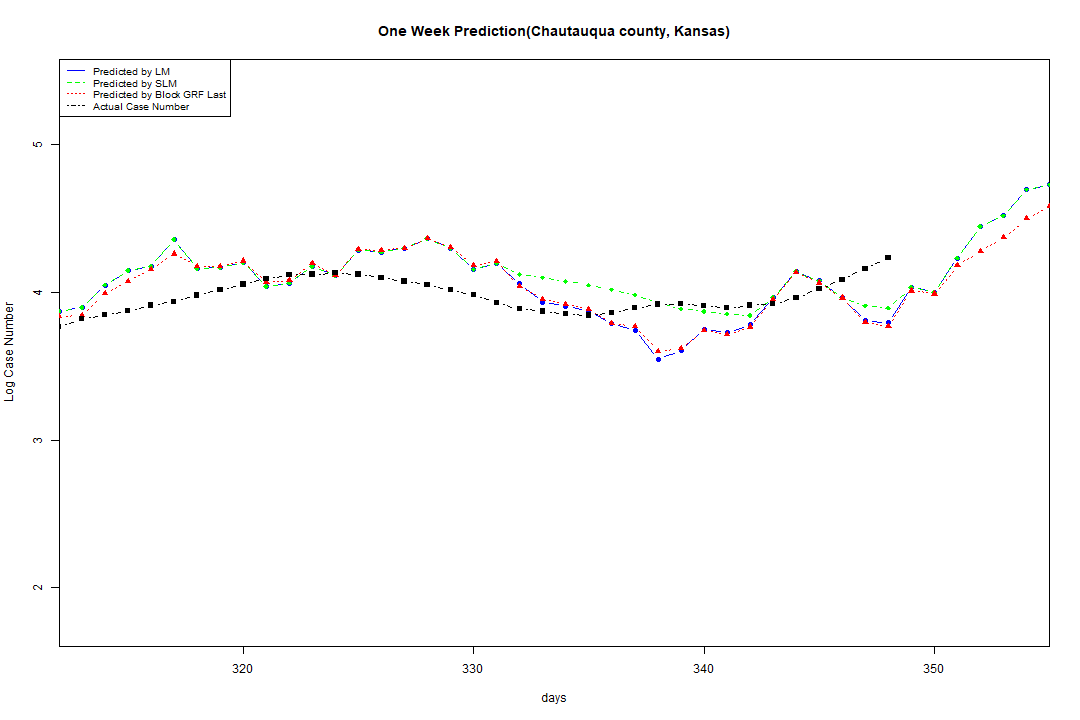 One Week Prediction(Chautauqua county, Kansas)
Predicted by LM
Predicted by SLM
Predicted by Block GRF Last
Actual Case Number
5
4
3
2
Log Case Number
320
330
340
350
days